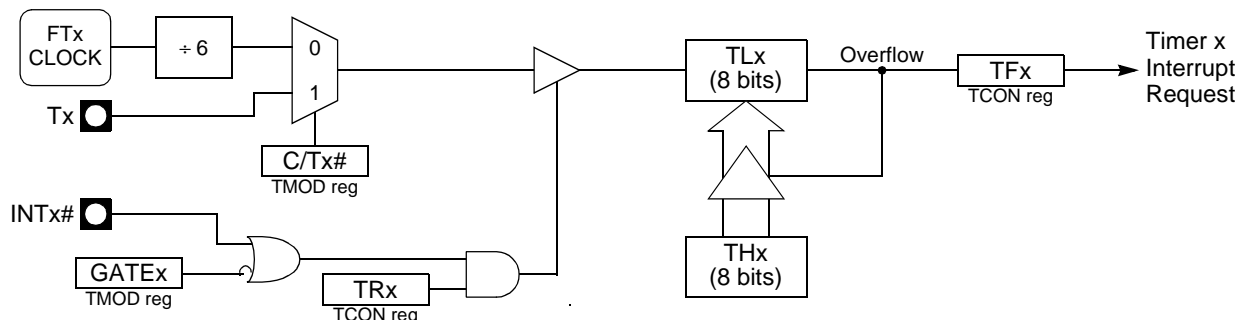 FTx
CLOCK
÷ 6
0
1
Tx
C/Tx#
TMOD reg
TLx
(8 bits)
Overflow
TFx
TCON reg
Timer x
Interrupt
Request
INTx#
GATEx
TMOD reg
TRx
TCON reg
THx
(8 bits)